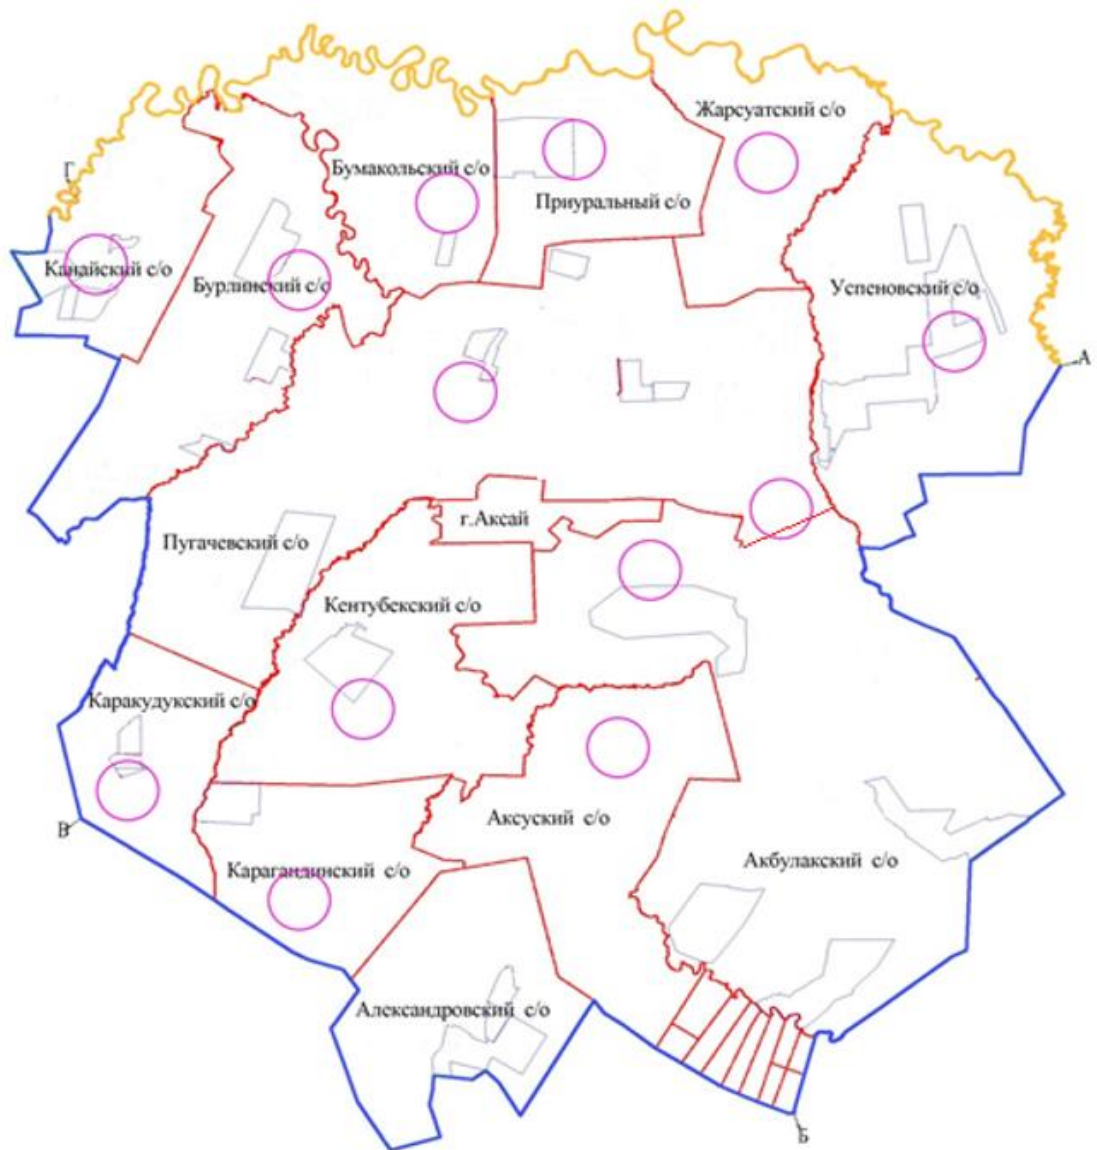 Жарсуатский с/о
Г
Бумакольский с/о
Приуральный с/о
Канайский с/о
Бурлинский с/о
Успеновский с/о
А
г.Аксай
Пугачевский с/о
Кентубекский с/о
Каракудукский с/о
В
Аксуский с/о
Акбулакский с/о
Карагандинский с/о
Александровский с/о
Б